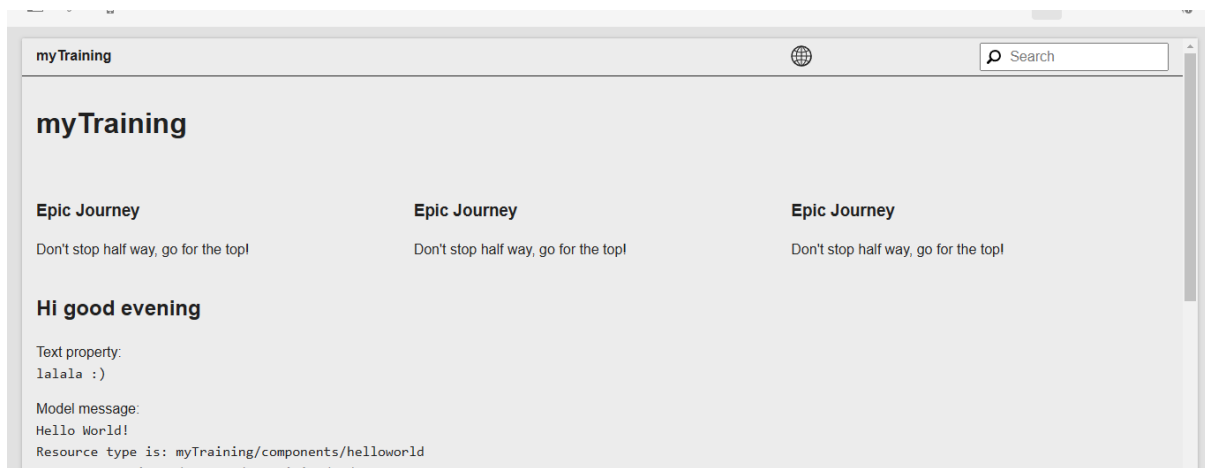 myTraining
Search
myTraining
Epic Journey
Don't stop half way, go for the top!
Epic Journey
Don't stop half way, go for the top!
Epic Journey
Don't stop half way, go for the top!
Hi good evening
Text property:
lalala :)
Model message:
Hello World!
Resource type is: myTraining/components/helloworld